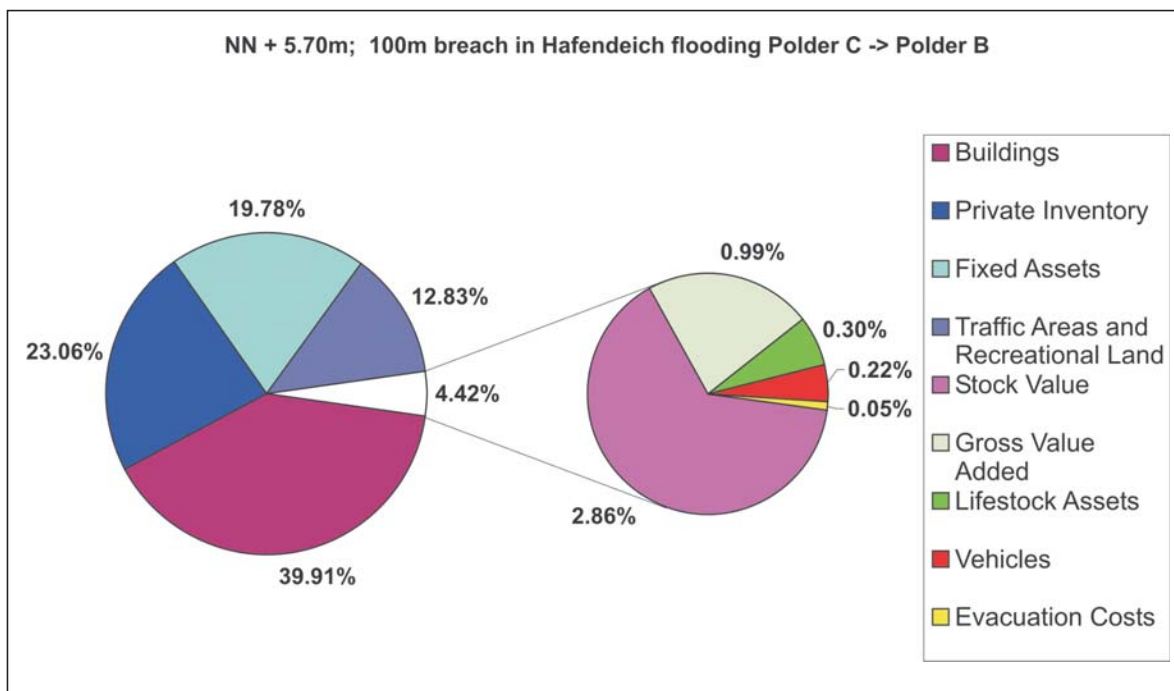 NN + 5.70m; 100m breach in Hafendeich flooding Polder C -> Polder B
19.78%
12.83%
23.06%
4.42%
39.91%
0.99%
0.30%
0.22%
0.05%
2.86%
Buildings
Private Inventory
Fixed Assets
Traffic Areas and
Recreational Land
Stock Value
Gross Value
Added
Lifestock Assets
Vehicles
Evacuation Costs